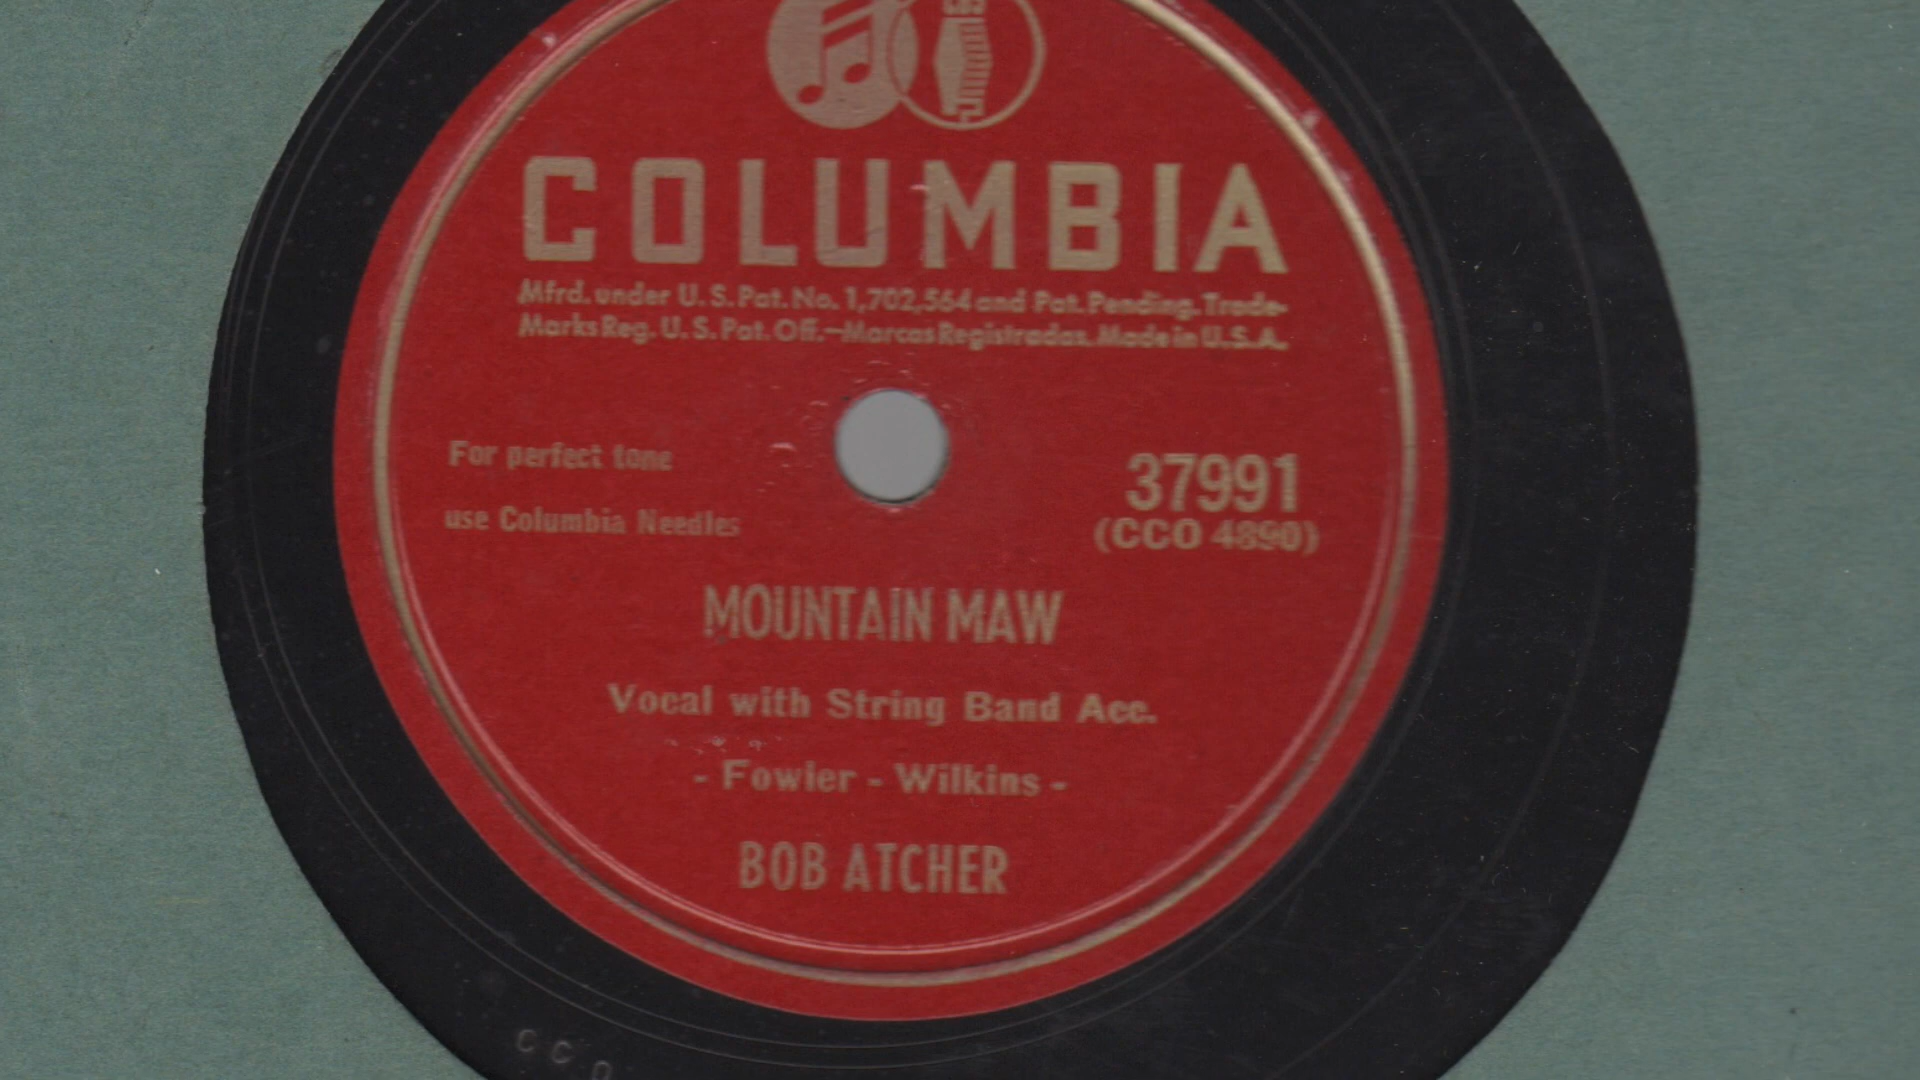 COLUMBIA
Mfrd. under U. S. Pat. No. 1,702,564 and Pat. Pending. Trade-
Marks Reg. U. S. Pat. Off.—Marcas Registradas. Made in U.S.A.
For perfect tone
use Columbia Needles
37991
(CCO 4890)
MOUNTAIN MAW
Vocal with String Band Acc.
- Fowler - Wilkins -
BOB ATCHER
CCO